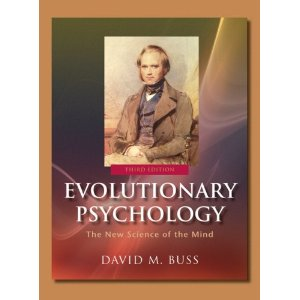 THIRD EDITION
EVOLUTIONARY
PSYCHOLOGY
The New Science of the Mind
DAVID M. BUSS